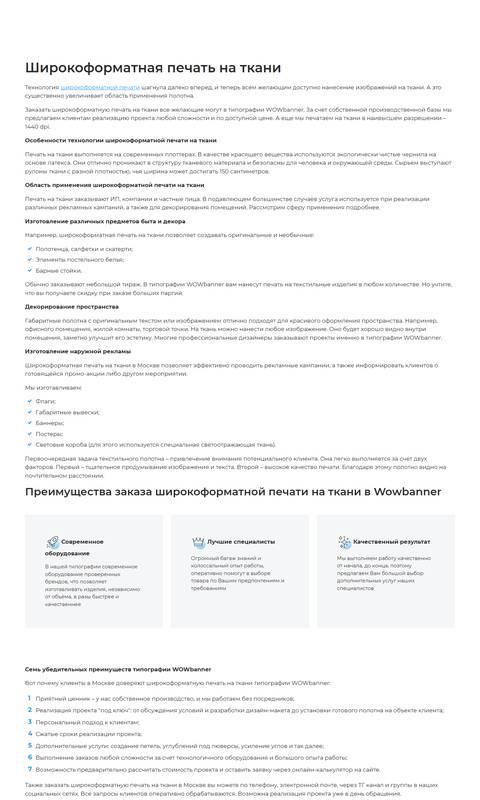 Широкоформатная печать на ткани
Технология широкоформатной печати шагнула далеко вперед, и теперь всем желающим доступно нанесение изображений на ткани. А это
существенно увеличивает область применения полотна.
Заказать широкоформатную печать на ткани все желающие могут в типографии WOWbanner. За счет собственной производственной базы мы
предлагаем клиентам реализацию проекта любой сложности и по доступной цене. А еще мы печатаем на ткани в наивысшем разрешении –
1440 dpi.
Особенности технологии широкоформатной печати на ткани
Печать на ткани выполняется на современных плоттерах. В качестве красящего вещества используются экологически чистые чернила на
основе латекса. Они отлично проникают в структуру тканевого материала и безопасны для человека и окружающей среды. Сырьем выступают
рулоны ткани с разной плотностью, чья ширина может достигать 150 сантиметров.
Область применения широкоформатной печати на ткани
Печать на ткани заказывают ИП, компании и частные лица. В подавляющем большинстве случаев услуга используется при реализации
различных рекламных кампаний, а также для декорирования помещений. Рассмотрим сферу применения подробнее.
Изготовление различных предметов быта и декора
Например, широкоформатная печать на ткани позволяет создавать оригинальные и необычные:
Полотенца, салфетки и скатерти;
Элементы постельного белья;
Барные стойки.
Обычно заказывают небольшой тираж. В типографии WOWbanner вам нанесут печать на текстильные изделия в любом количестве. Но учтите,
что вы получаете скидку при заказе больших партий.
Декорирование пространства
Габаритные полотна с оригинальным текстом или изображением отлично подходят для красивого оформления пространства. Например,
офисного помещения, жилой комнаты, торговой точки. На ткань можно нанести любое изображение. Оно будет хорошо видно внутри
помещения, заметно улучшит его эстетику. Многие профессиональные дизайнеры заказывают проекты именно в типографии WOWbanner.
Изготовление наружной рекламы
Широкоформатная печать на ткани в Москве позволяет эффективно проводить рекламные кампании, а также информировать клиентов о
готовящейся промо-акции либо другом мероприятии.
Мы изготавливаем:
Флаги;
Габаритные вывески;
Баннеры;
Постеры;
Световые короба (для этого используется специальная светоотражающая ткань).
Первоочередная задача текстильного полотна – привлечение внимания потенциального клиента. Она легко выполняется за счет двух
факторов. Первый – тщательное продумывание изображения и текста. Второй – высокое качество печати. Благодаря этому полотно видно на
почтительном расстоянии.
Преимущества заказа широкоформатной печати на ткани в Wowbanner
Современное
оборудование
В нашей типографии современное
оборудование проверенных
брендов, что позволяет
изготавливать изделия, независимо
от объёма, в разы быстрее и
качественнее
Лучшие специалисты
Огромный багаж знаний и
колоссальный опыт работы,
оперативно помогут в выборе
товара по Вашим предпочтениям и
требованиям
Качественный результат
Мы выполняем работу качественно
от начала, до конца, поэтому
предлагаем Вам большой выбор
дополнительных услуг наших
специалистов
Семь убедительных преимуществ типографии WOWbanner
Вот почему клиенты в Москве доверяют широкоформатную печать на ткани типографии WOWbanner:
1 Приятный ценник – у нас собственное производство, и мы работаем без посредников;
2 Реализация проекта "под ключ": от обсуждения условий и разработки дизайн-макета до установки готового полотна на объекте клиента;
3 Персональный подход к клиентам;
4 Сжатые сроки реализации проекта;
5 Дополнительные услуги: создание петель, углублений под люверсы, усиление углов и так далее;
6 Выполнение заказов любой сложности за счет технологичного оборудования и большого опыта работы;
7 Возможность предварительно рассчитать стоимость проекта и оставить заявку через онлайн-калькулятор на сайте.
Также заказать широкоформатную печать на ткани в Москве вы можете по телефону, электронной почте, через ТГ канал и группы в наших
социальных сетях. Все запросы клиентов оперативно обрабатываются. Возможна реализация проекта уже в день обращения.